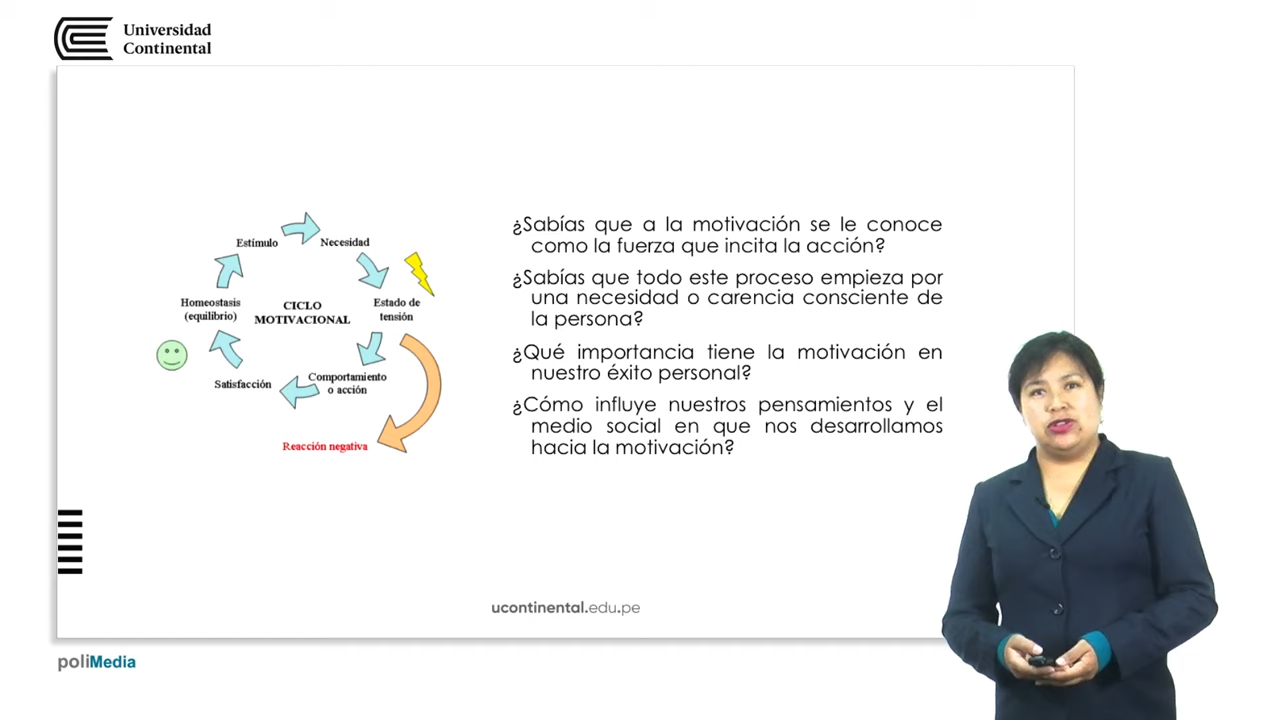 Universidad
Continental
Estímulo
Necesidad
Homeostasis
(equilibrio)
CICLO
MOTIVACIONAL
Estado de
tensión
Satisfacción
Comportamiento
o acción
Reacción negativa
¿Sabías que a la motivación se le conoce
como la fuerza que incita la acción?
¿Sabías que todo este proceso empieza por
una necesidad o carencia consciente de
la persona?
¿Qué importancia tiene la motivación en
nuestro éxito personal?
¿Cómo influye nuestros pensamientos y el
medio social en que nos desarrollamos
hacia la motivación?
ucontinental.edu.pe
poliMedia